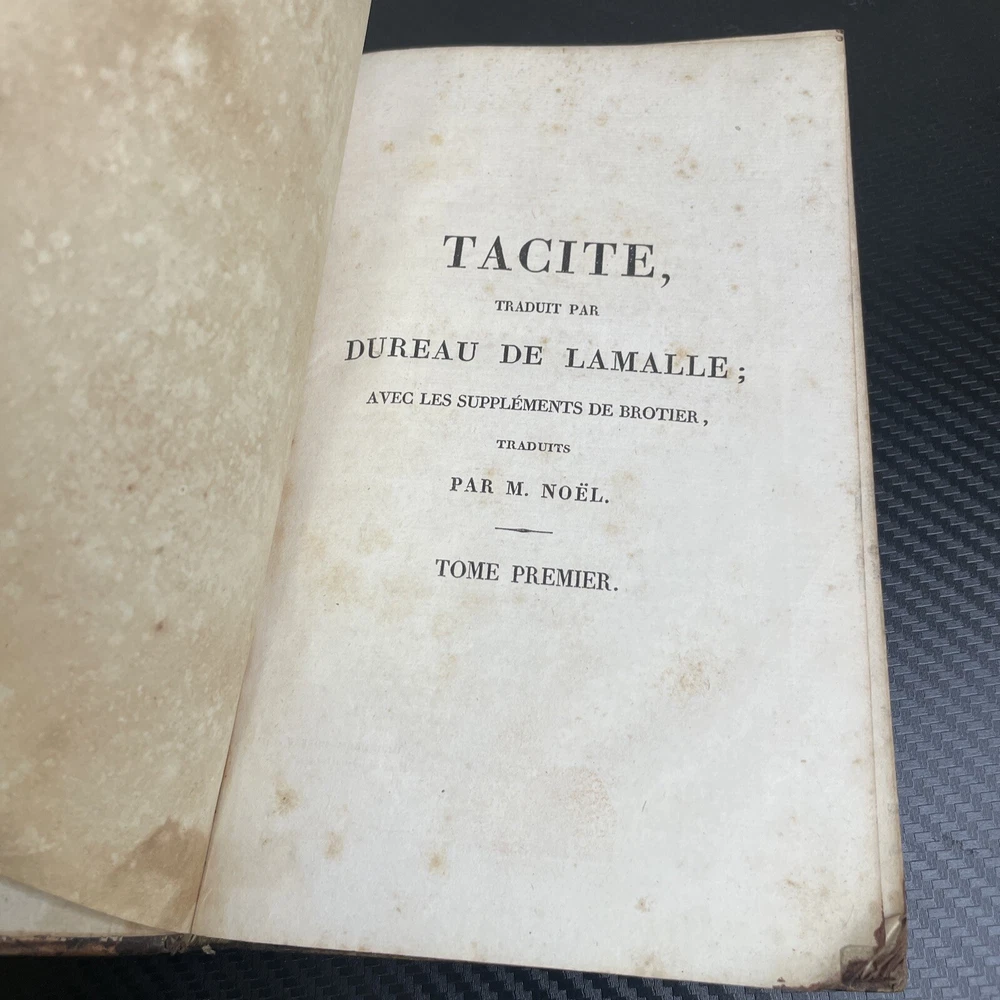 TACITE,
TRADUIT PAR
DUREAU DE LAMALLE;
AVEC LES SUPPLÉMENTS DE BROTIER,
TRADUITS
PAR M. NOËL.
TOME PREMIER.